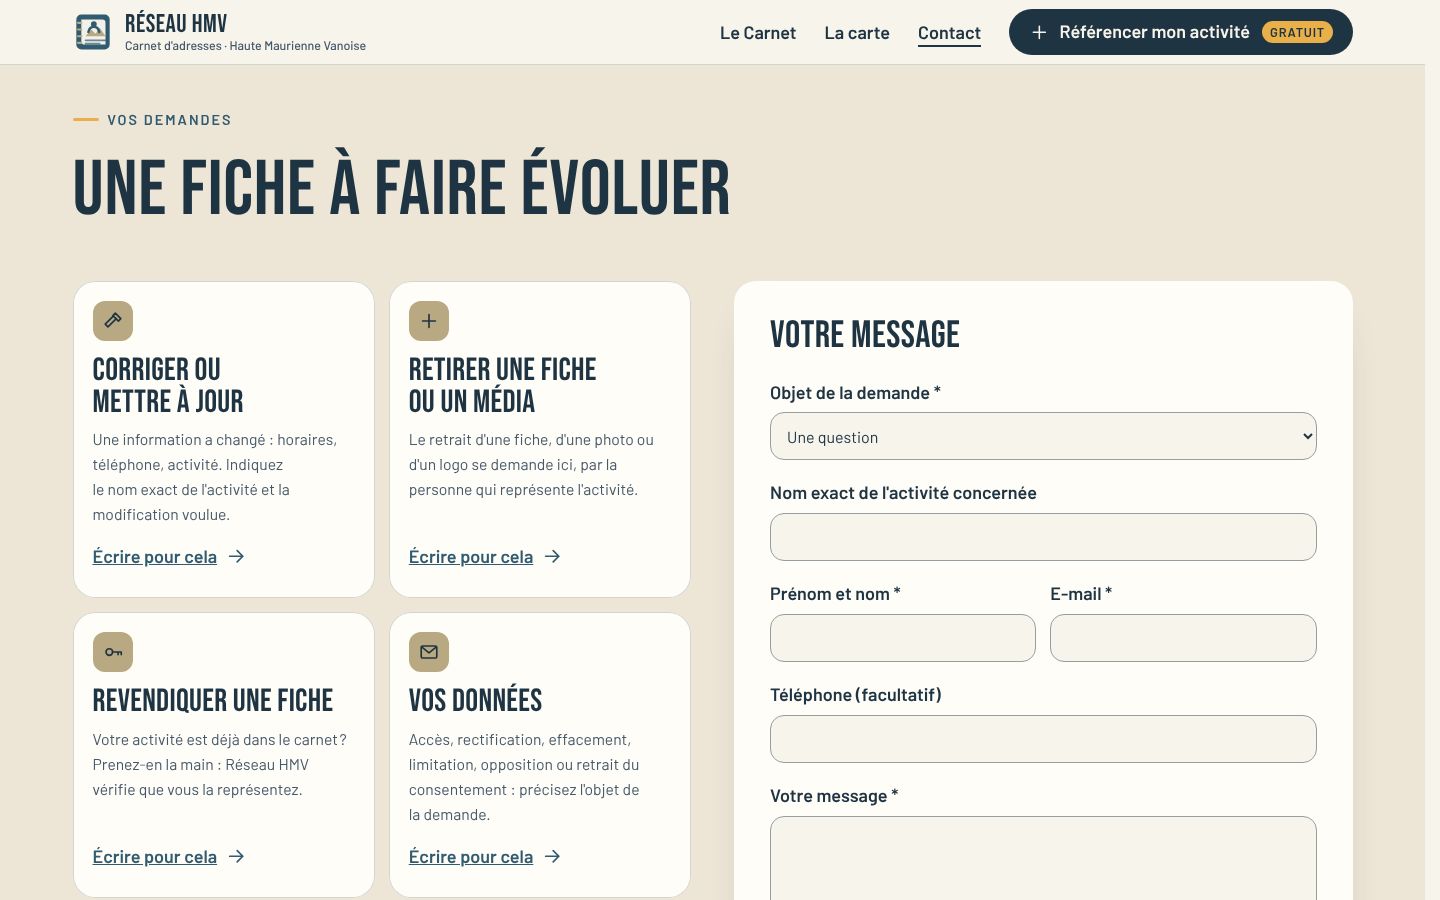 RÉSEAU HMV
Carnet d'adresses · Haute Maurienne Vanoise
Le Carnet
La carte
Contact
Référencer mon activité
GRATUIT
VOS DEMANDES
UNE FICHE À FAIRE ÉVOLUER
CORRIGER OU
METTRE À JOUR
Une information a changé : horaires,
téléphone, activité. Indiquez
le nom exact de l'activité et la
modification voulue.
Écrire pour cela
RETIRER UNE FICHE
OU UN MÉDIA
Le retrait d'une fiche, d'une photo ou
d'un logo se demande ici, par la
personne qui représente l'activité.
Écrire pour cela
REVENDIQUER UNE FICHE
Votre activité est déjà dans le carnet ?
Prenez-en la main : Réseau HMV
vérifie que vous la représentez.
Écrire pour cela
VOS DONNÉES
Accès, rectification, effacement,
limitation, opposition ou retrait du
consentement : précisez l'objet de
la demande.
Écrire pour cela
VOTRE MESSAGE
Objet de la demande *
Une question
Nom exact de l'activité concernée
Prénom et nom *
E-mail *
Téléphone (facultatif)
Votre message *